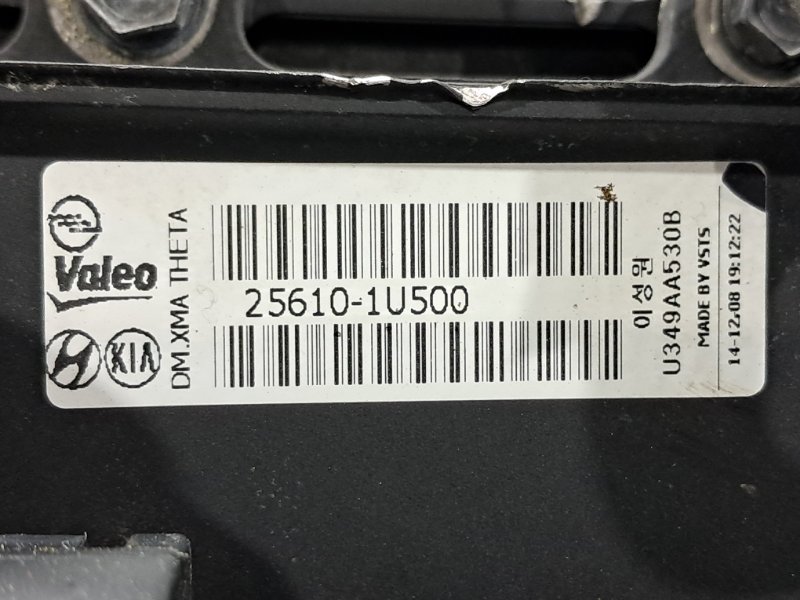 Valeo
KIA
DM.XMA THETA
25610-1U500
이성원
U349AA530B
MADE BY VSTS
14-12.08 19:12:22